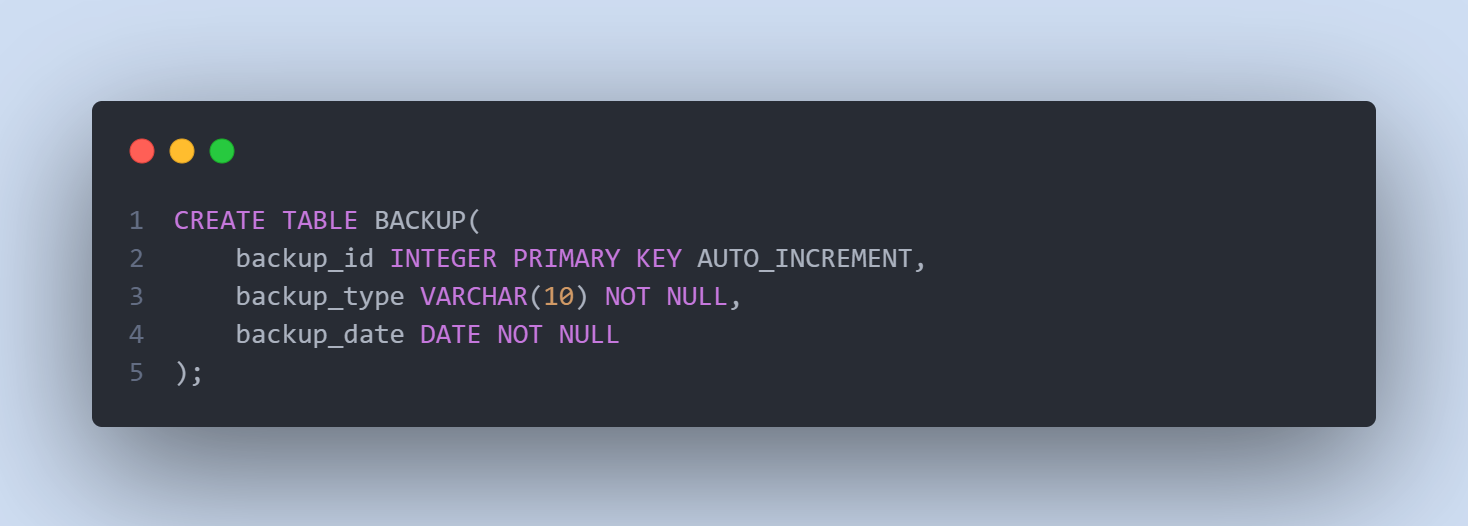 1 CREATE TABLE BACKUP(
2     backup_id INTEGER PRIMARY KEY AUTO_INCREMENT,
3     backup_type VARCHAR(10) NOT NULL,
4     backup_date DATE NOT NULL
5 );